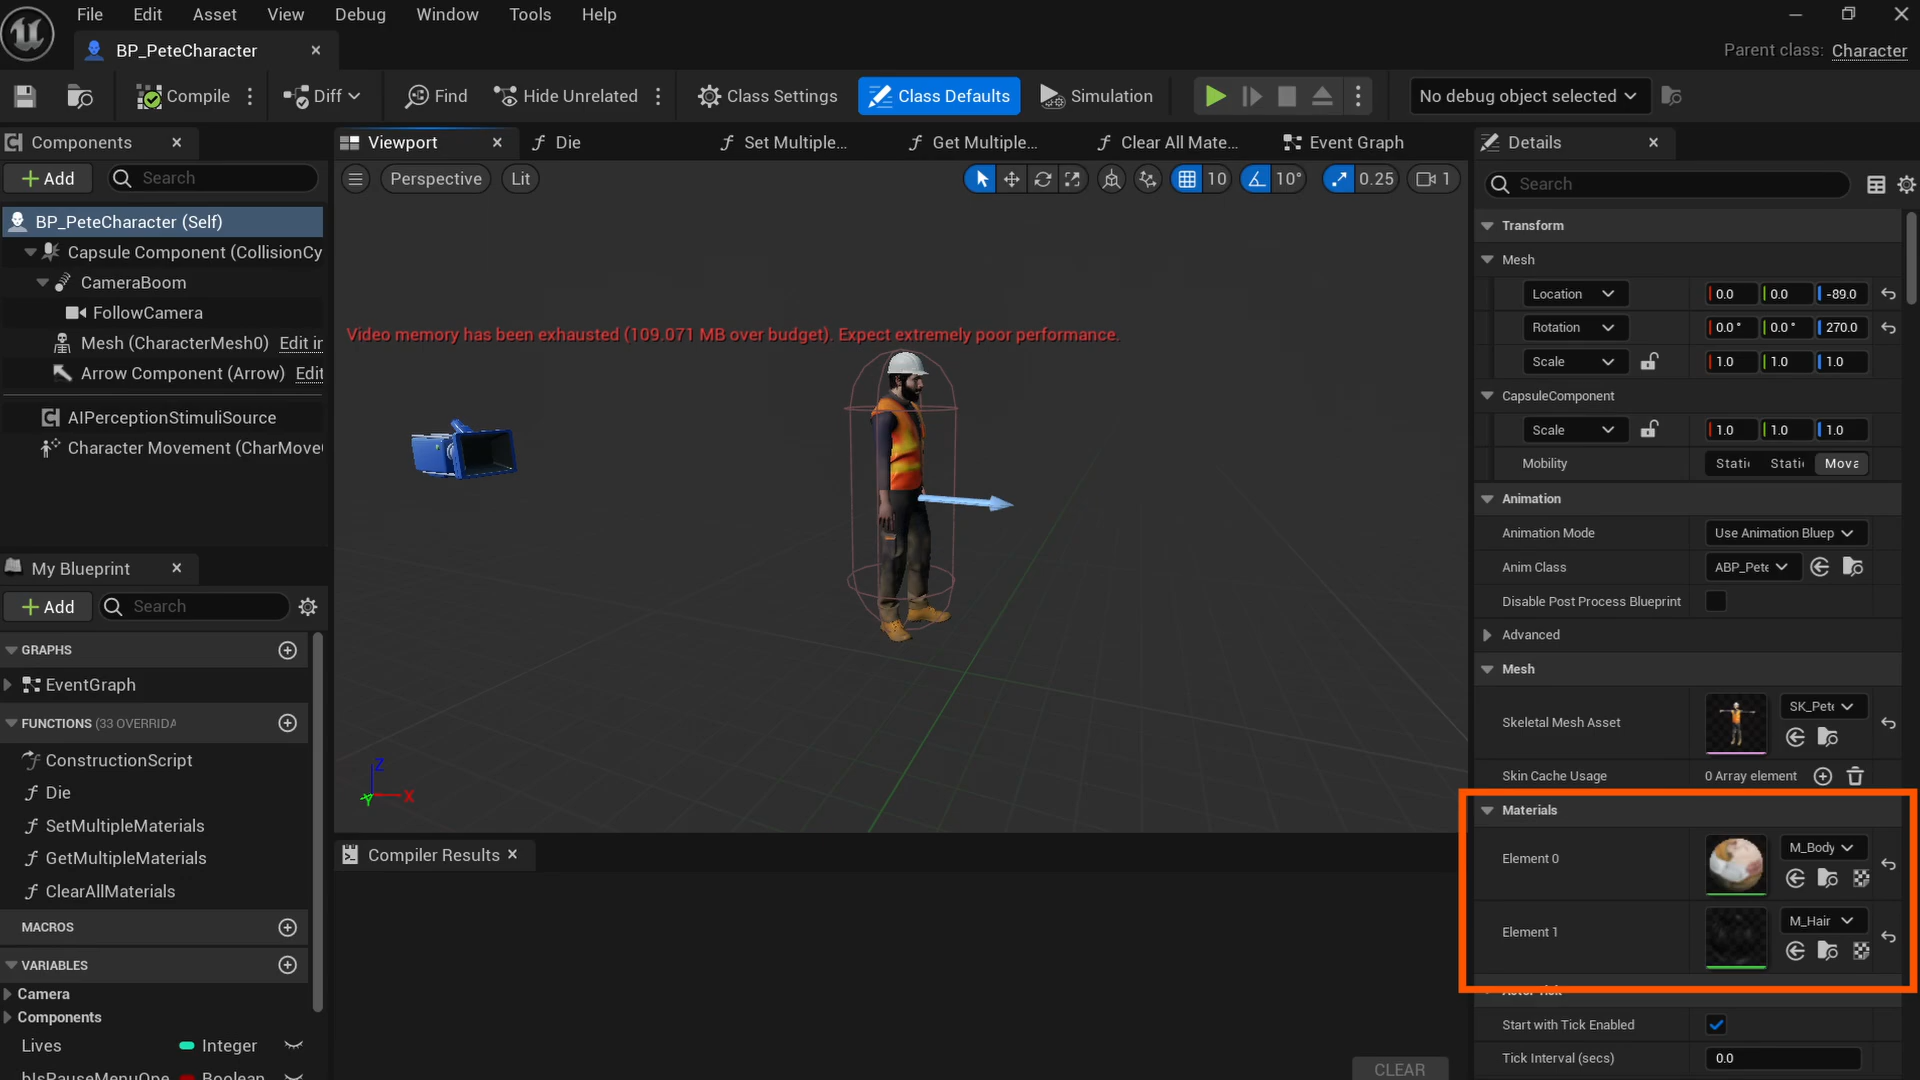 File Edit Asset View Debug Window Tools Help
BP_PeteCharacter
Parent class: Character
Compile Diff Find Hide Unrelated Class Settings Class Defaults Simulation No debug object selected
Components
Add Search
BP_PeteCharacter (Self)
Capsule Component (CollisionCy
CameraBoom
FollowCamera
Mesh (CharacterMesh0) Edit in
Arrow Component (Arrow) Edit
AIPerceptionStimuliSource
Character Movement (CharMove
My Blueprint
Add Search
GRAPHS
EventGraph
FUNCTIONS (33 OVERRIDA
ConstructionScript
Die
SetMultipleMaterials
GetMultipleMaterials
ClearAllMaterials
MACROS
VARIABLES
Camera
Components
Lives Integer
bIsPauseMenuOpe Boolean
Viewport Die Set Multiple... Get Multiple... Clear All Mate... Event Graph
Perspective Lit 10 10° 0.25 1
Video memory has been exhausted (109.071 MB over budget). Expect extremely poor performance.
Z
X
Y
Compiler Results
CLEAR
Details
Search
Transform
Mesh
Location 0.0 0.0 -89.0
Rotation 0.0° 0.0° 270.0
Scale 1.0 1.0 1.0
CapsuleComponent
Scale 1.0 1.0 1.0
Mobility Static Static Mova
Animation
Animation Mode Use Animation Bluep
Anim Class ABP_Pete
Disable Post Process Blueprint
Advanced
Mesh
Skeletal Mesh Asset SK_Pete
Skin Cache Usage 0 Array element
Materials
Element 0 M_Body
Element 1 M_Hair
Actor Tick
Start with Tick Enabled
Tick Interval (secs) 0.0